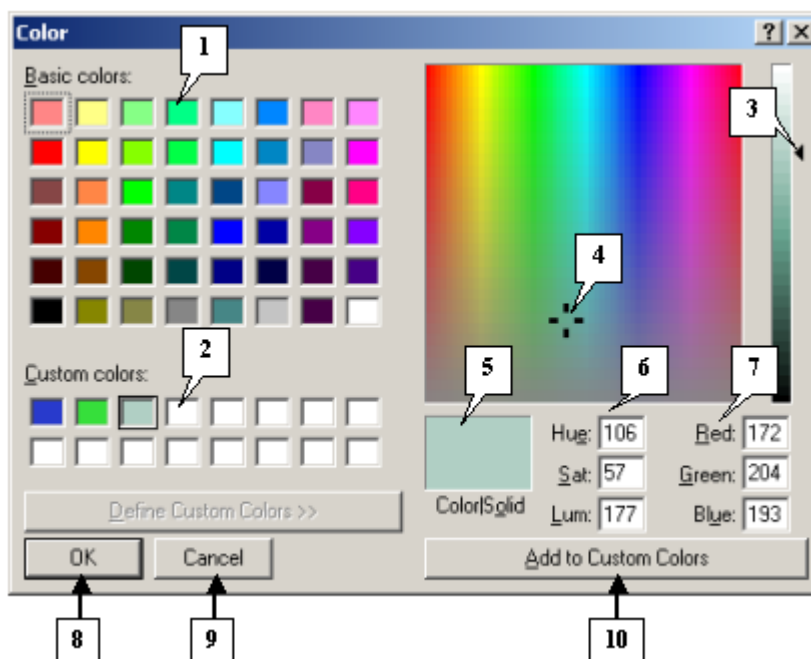 Color
? ×
1
Basic colors:
3
4
2
Custom colors:
5
6
7
Hue: 106
Red: 172
Sat: 57
Green: 204
Color|Solid
Lum: 177
Blue: 193
Define Custom Colors >>
OK
Cancel
Add to Custom Colors
8
9
10